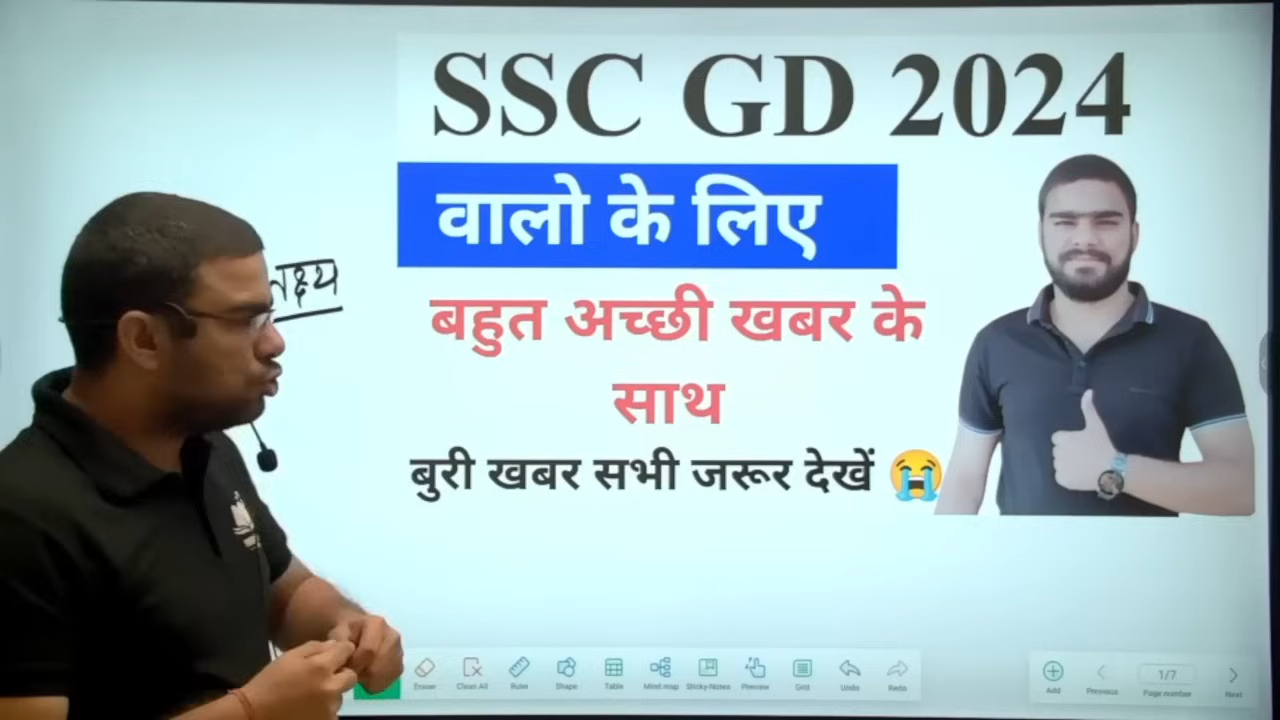 SSC GD 2024
वालो के लिए
बहुत अच्छी खबर के
साथ
बुरी खबर सभी जरूर देखें 😭
Eraser Clean All Ruler Shape Table Mind map Sticky-Notes Preview Grid Undo Redo
Add Previous 1/7 Page number Next